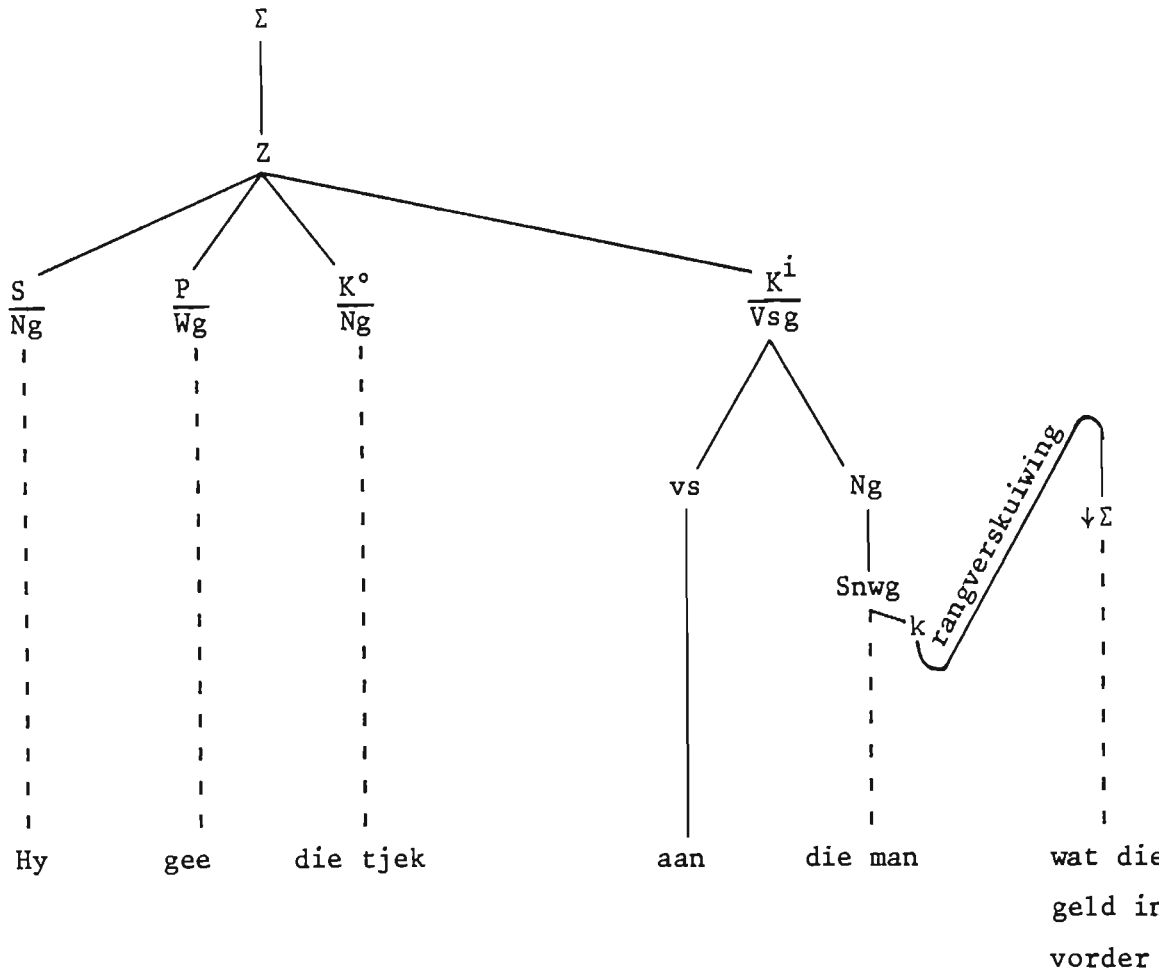 Σ
Z
S P K° Kⁱ
Ng Wg Ng Vsg
rangverskuiwing
vs Ng
↓Σ
Snwg
k
Hy gee die tjek aan die man wat die
geld in
vorder